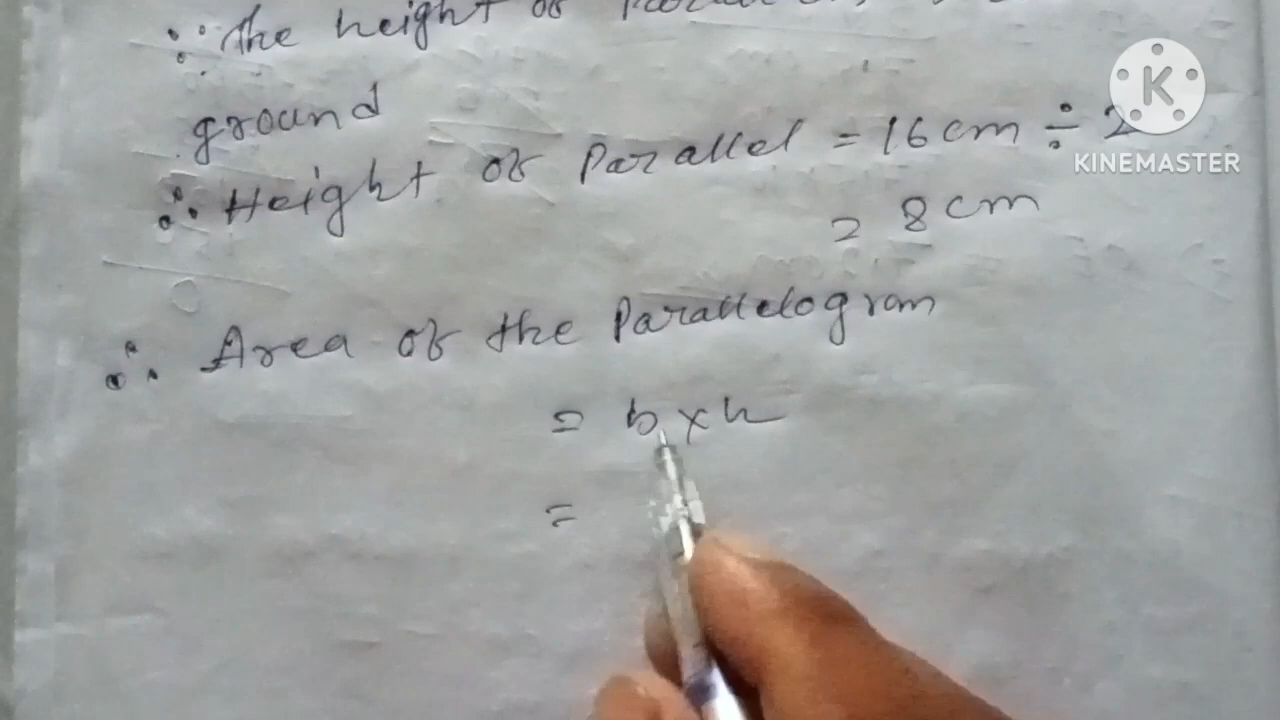 ∵ The height of
ground
∴ Height of Parallel = 16 cm ÷ 2
= 8 cm
∴ Area of the Parallelogram
= b × h
=
K
KINEMASTER